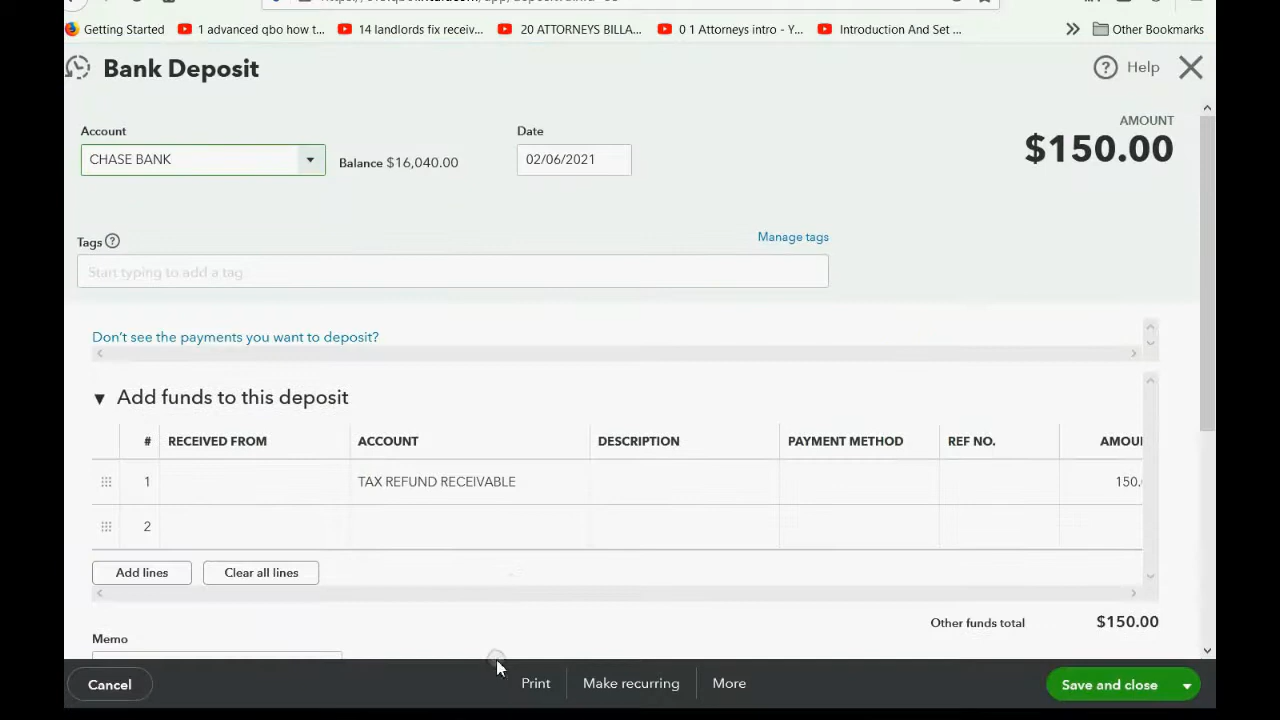 Getting Started
1 advanced qbo how t...
14 landlords fix receiv...
20 ATTORNEYS BILLA...
0 1 Attorneys intro - Y...
Introduction And Set ...
Other Bookmarks
Bank Deposit
Help
Account
Date
AMOUNT
CHASE BANK
Balance $16,040.00
02/06/2021
$150.00
Tags
Manage tags
Start typing to add a tag
Don't see the payments you want to deposit?
Add funds to this deposit
# RECEIVED FROM ACCOUNT DESCRIPTION PAYMENT METHOD REF NO. AMOU
1 TAX REFUND RECEIVABLE 150.
2
Add lines
Clear all lines
Other funds total $150.00
Memo
Cancel
Print
Make recurring
More
Save and close